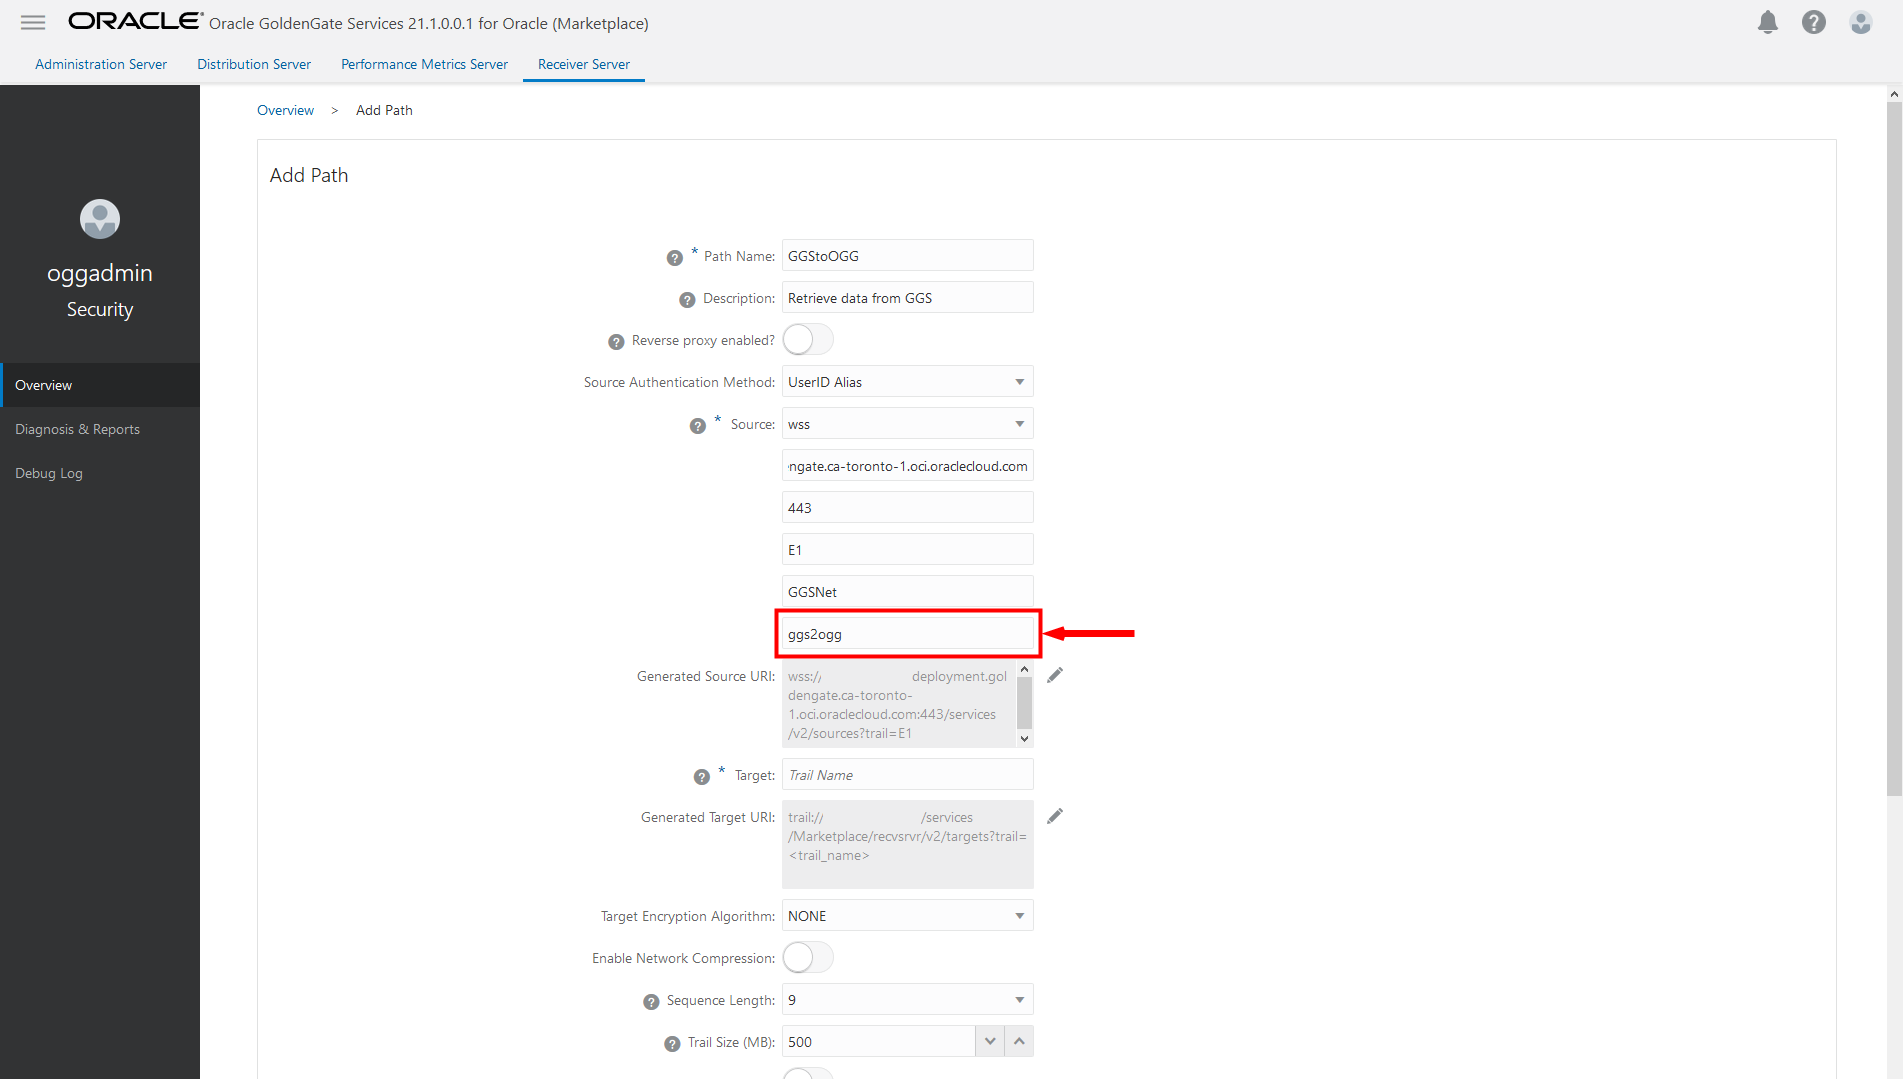 ORACLE Oracle GoldenGate Services 21.1.0.0.1 for Oracle (Marketplace)
Administration Server Distribution Server Performance Metrics Server Receiver Server
Overview > Add Path
Add Path
oggadmin
Security
Overview
Diagnosis & Reports
Debug Log
? * Path Name: GGStoOGG
? Description: Retrieve data from GGS
? Reverse proxy enabled?
Source Authentication Method: UserID Alias
? * Source: wss
ngate.ca-toronto-1.oci.oraclecloud.com
443
E1
GGSNet
ggs2ogg
Generated Source URI: wss:// deployment.gol
dengate.ca-toronto-
1.oci.oraclecloud.com:443/services
/v2/sources?trail=E1
? * Target: Trail Name
Generated Target URI: trail:// /services
/Marketplace/recvsrvr/v2/targets?trail=
<trail_name>
Target Encryption Algorithm: NONE
Enable Network Compression:
? Sequence Length: 9
? Trail Size (MB): 500